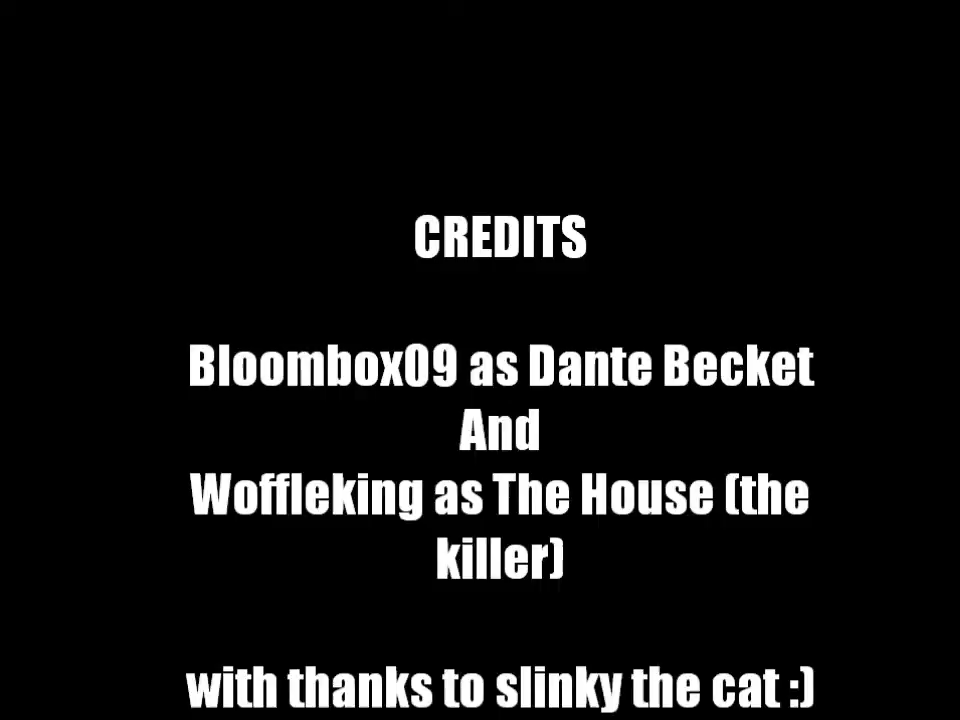 CREDITS
Bloombox09 as Dante Becket
And
Woffleking as The House (the
killer)
with thanks to slinky the cat :)